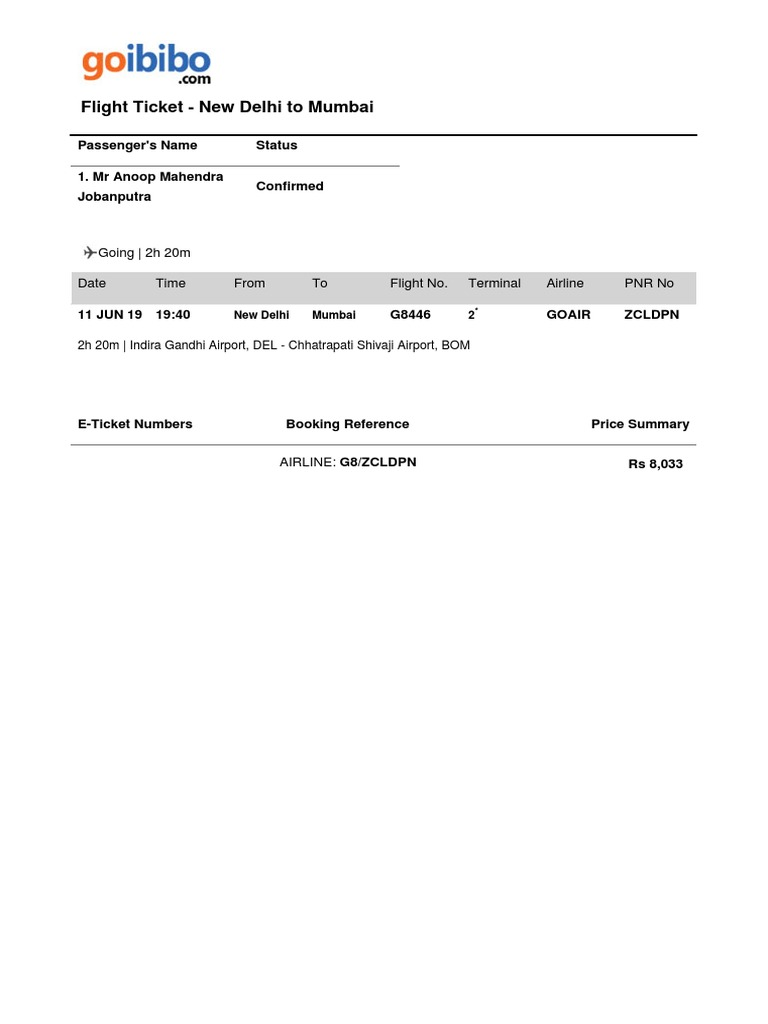 goibibo
.com
Flight Ticket - New Delhi to Mumbai
Passenger's Name Status
1. Mr Anoop Mahendra
Jobanputra
Confirmed
Going | 2h 20m
Date Time From To Flight No. Terminal Airline PNR No
11 JUN 19 19:40 New Delhi Mumbai G8446 2* GOAIR ZCLDPN
2h 20m | Indira Gandhi Airport, DEL - Chhatrapati Shivaji Airport, BOM
E-Ticket Numbers Booking Reference Price Summary
AIRLINE: G8/ZCLDPN Rs 8,033